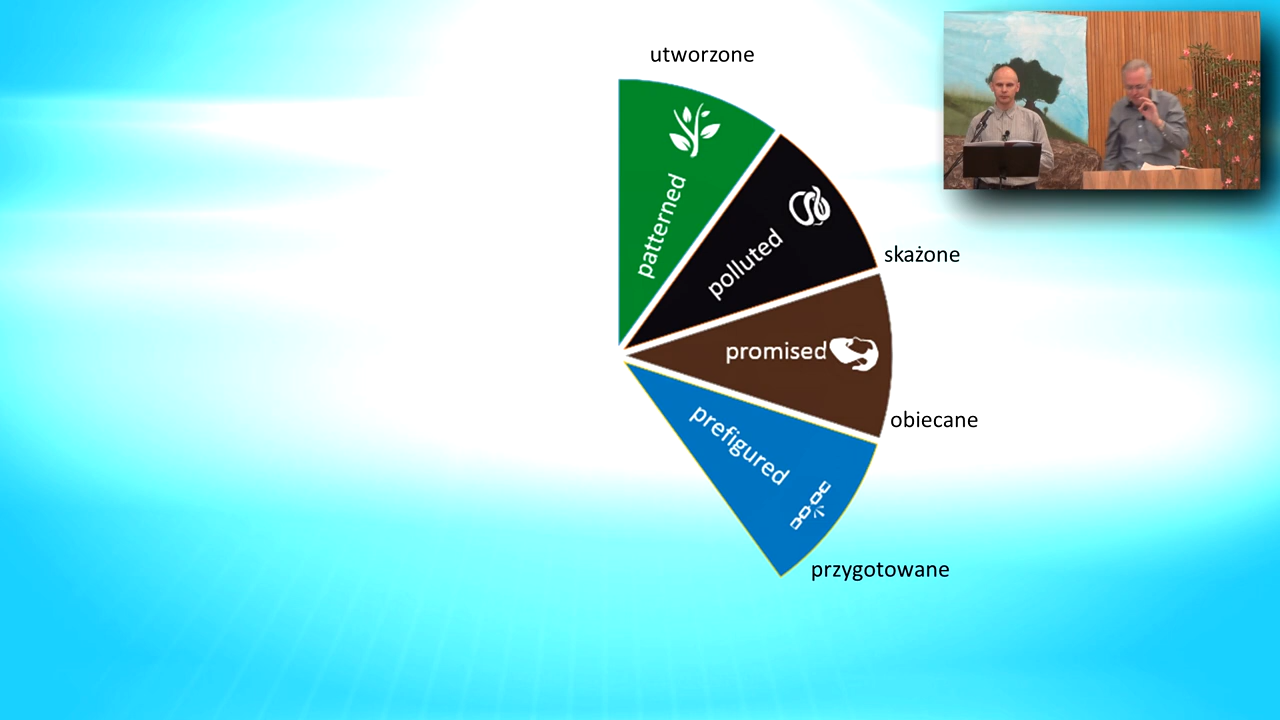 utworzone
patterned
polluted
skażone
promised
obiecane
prefigured
przygotowane